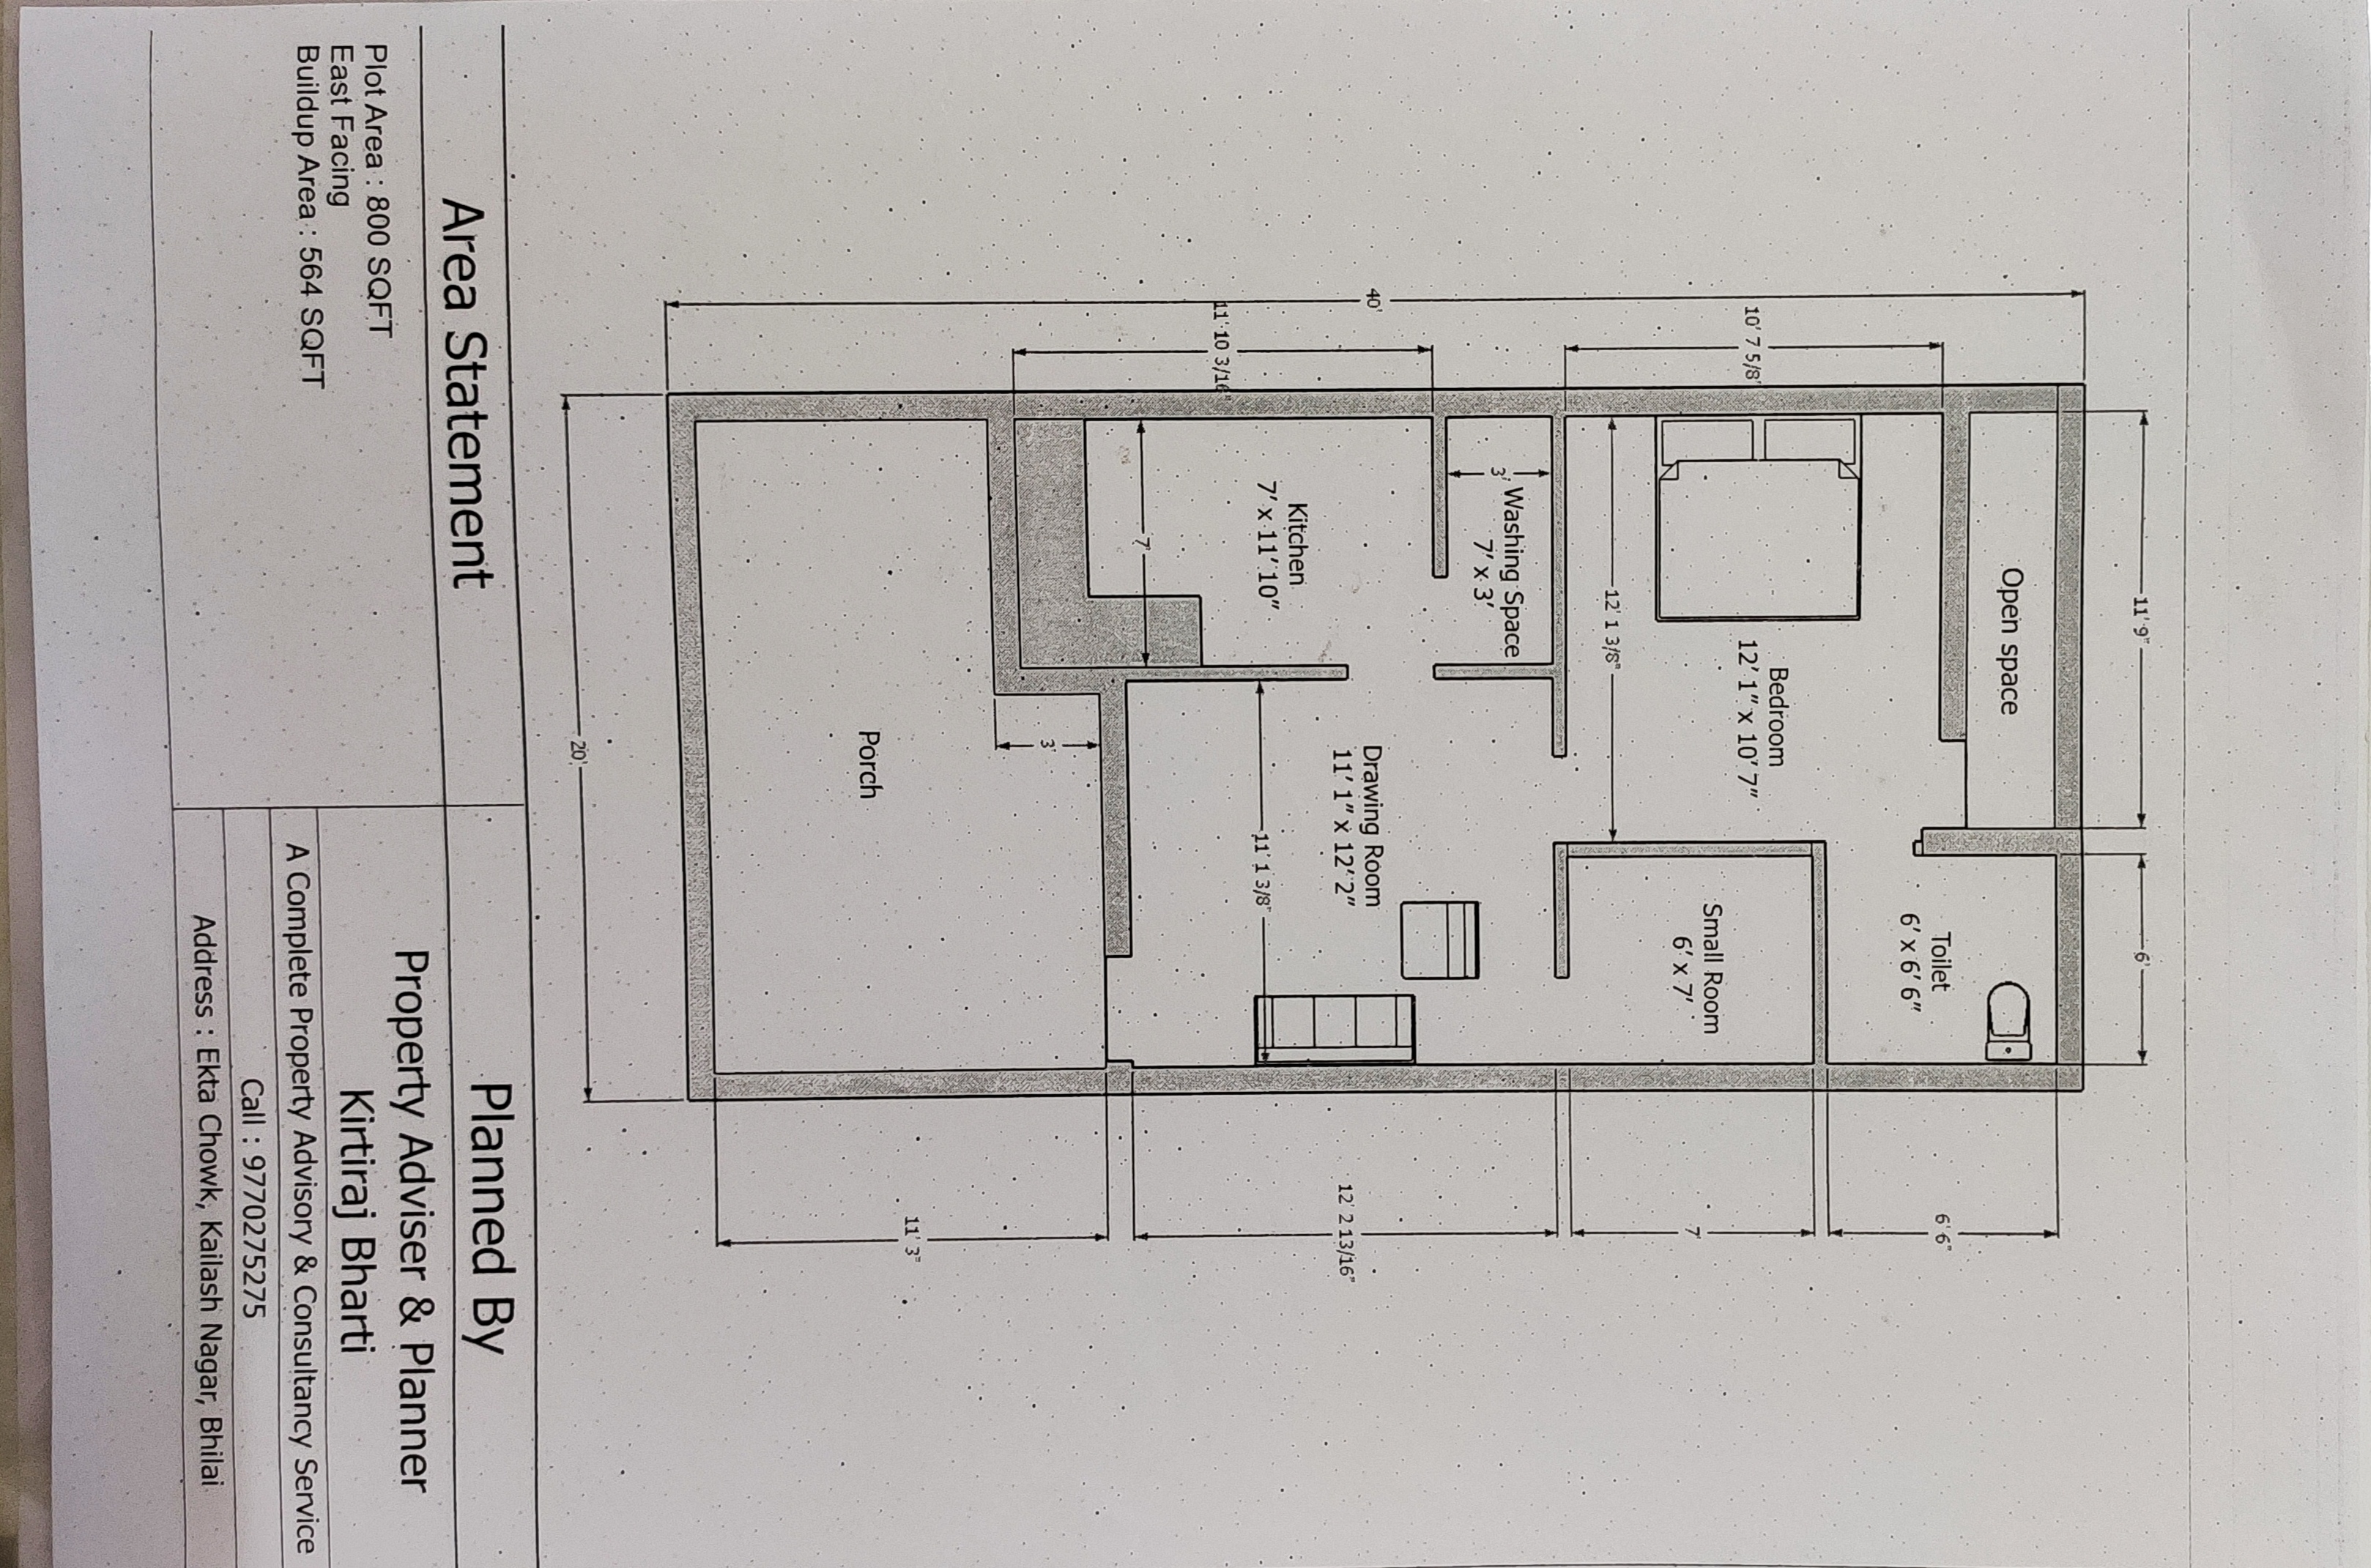 11' 9"
6'
40'
10' 7 5/8"
11' 10 3/16"
Open space
Bedroom
12' 1" x 10' 7"
12' 1 3/8"
Toilet
6' x 6' 6"
6' 6"
Small Room
6' x 7'
7'
Washing Space
7' x 3'
3'
Kitchen
7' x 11' 10"
7'
Drawing Room
11' 1" x 12' 2"
11' 1 3/8"
12' 2 13/16"
3'
Porch
11' 3"
20'
Area Statement
Plot Area : 800 SQFT
East Facing
Buildup Area : 564 SQFT
Planned By
Property Adviser & Planner
Kirtiraj Bharti
A Complete Property Advisory & Consultancy Service
Call : 9770275275
Address : Ekta Chowk, Kailash Nagar, Bhilai